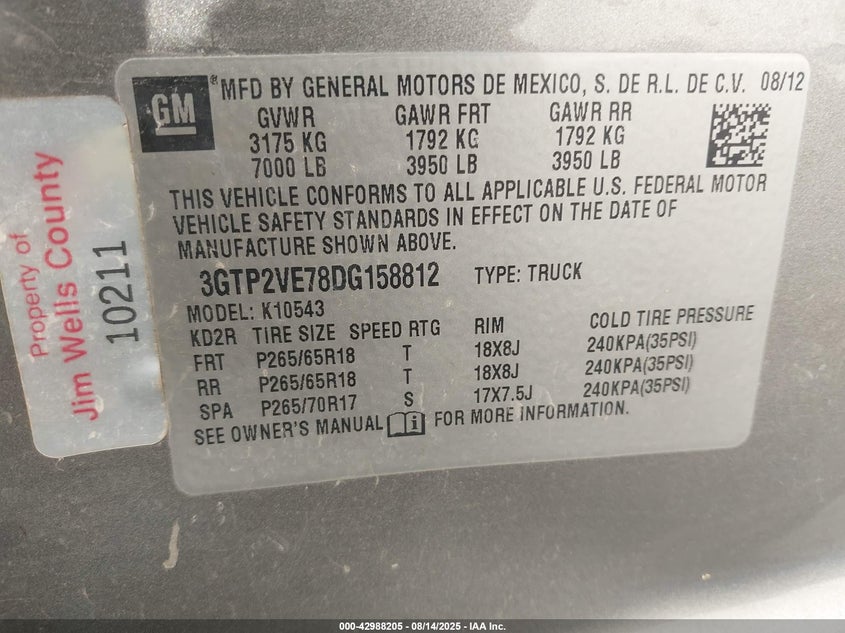 Property of
Jim Wells County
10211
GM
® MFD BY GENERAL MOTORS DE MEXICO, S. DE R.L. DE C.V. 08/12
GVWR GAWR FRT GAWR RR
3175 KG 1792 KG 1792 KG
7000 LB 3950 LB 3950 LB
THIS VEHICLE CONFORMS TO ALL APPLICABLE U.S. FEDERAL MOTOR
VEHICLE SAFETY STANDARDS IN EFFECT ON THE DATE OF
MANUFACTURE SHOWN ABOVE.
3GTP2VE78DG158812 TYPE: TRUCK
MODEL: K10543
KD2R TIRE SIZE SPEED RTG RIM COLD TIRE PRESSURE
FRT P265/65R18 T 18X8J 240KPA(35PSI)
RR P265/65R18 T 18X8J 240KPA(35PSI)
SPA P265/70R17 S 17X7.5J 240KPA(35PSI)
SEE OWNER'S MANUAL i FOR MORE INFORMATION.
000-42988205 - 08/14/2025 - IAA Inc.